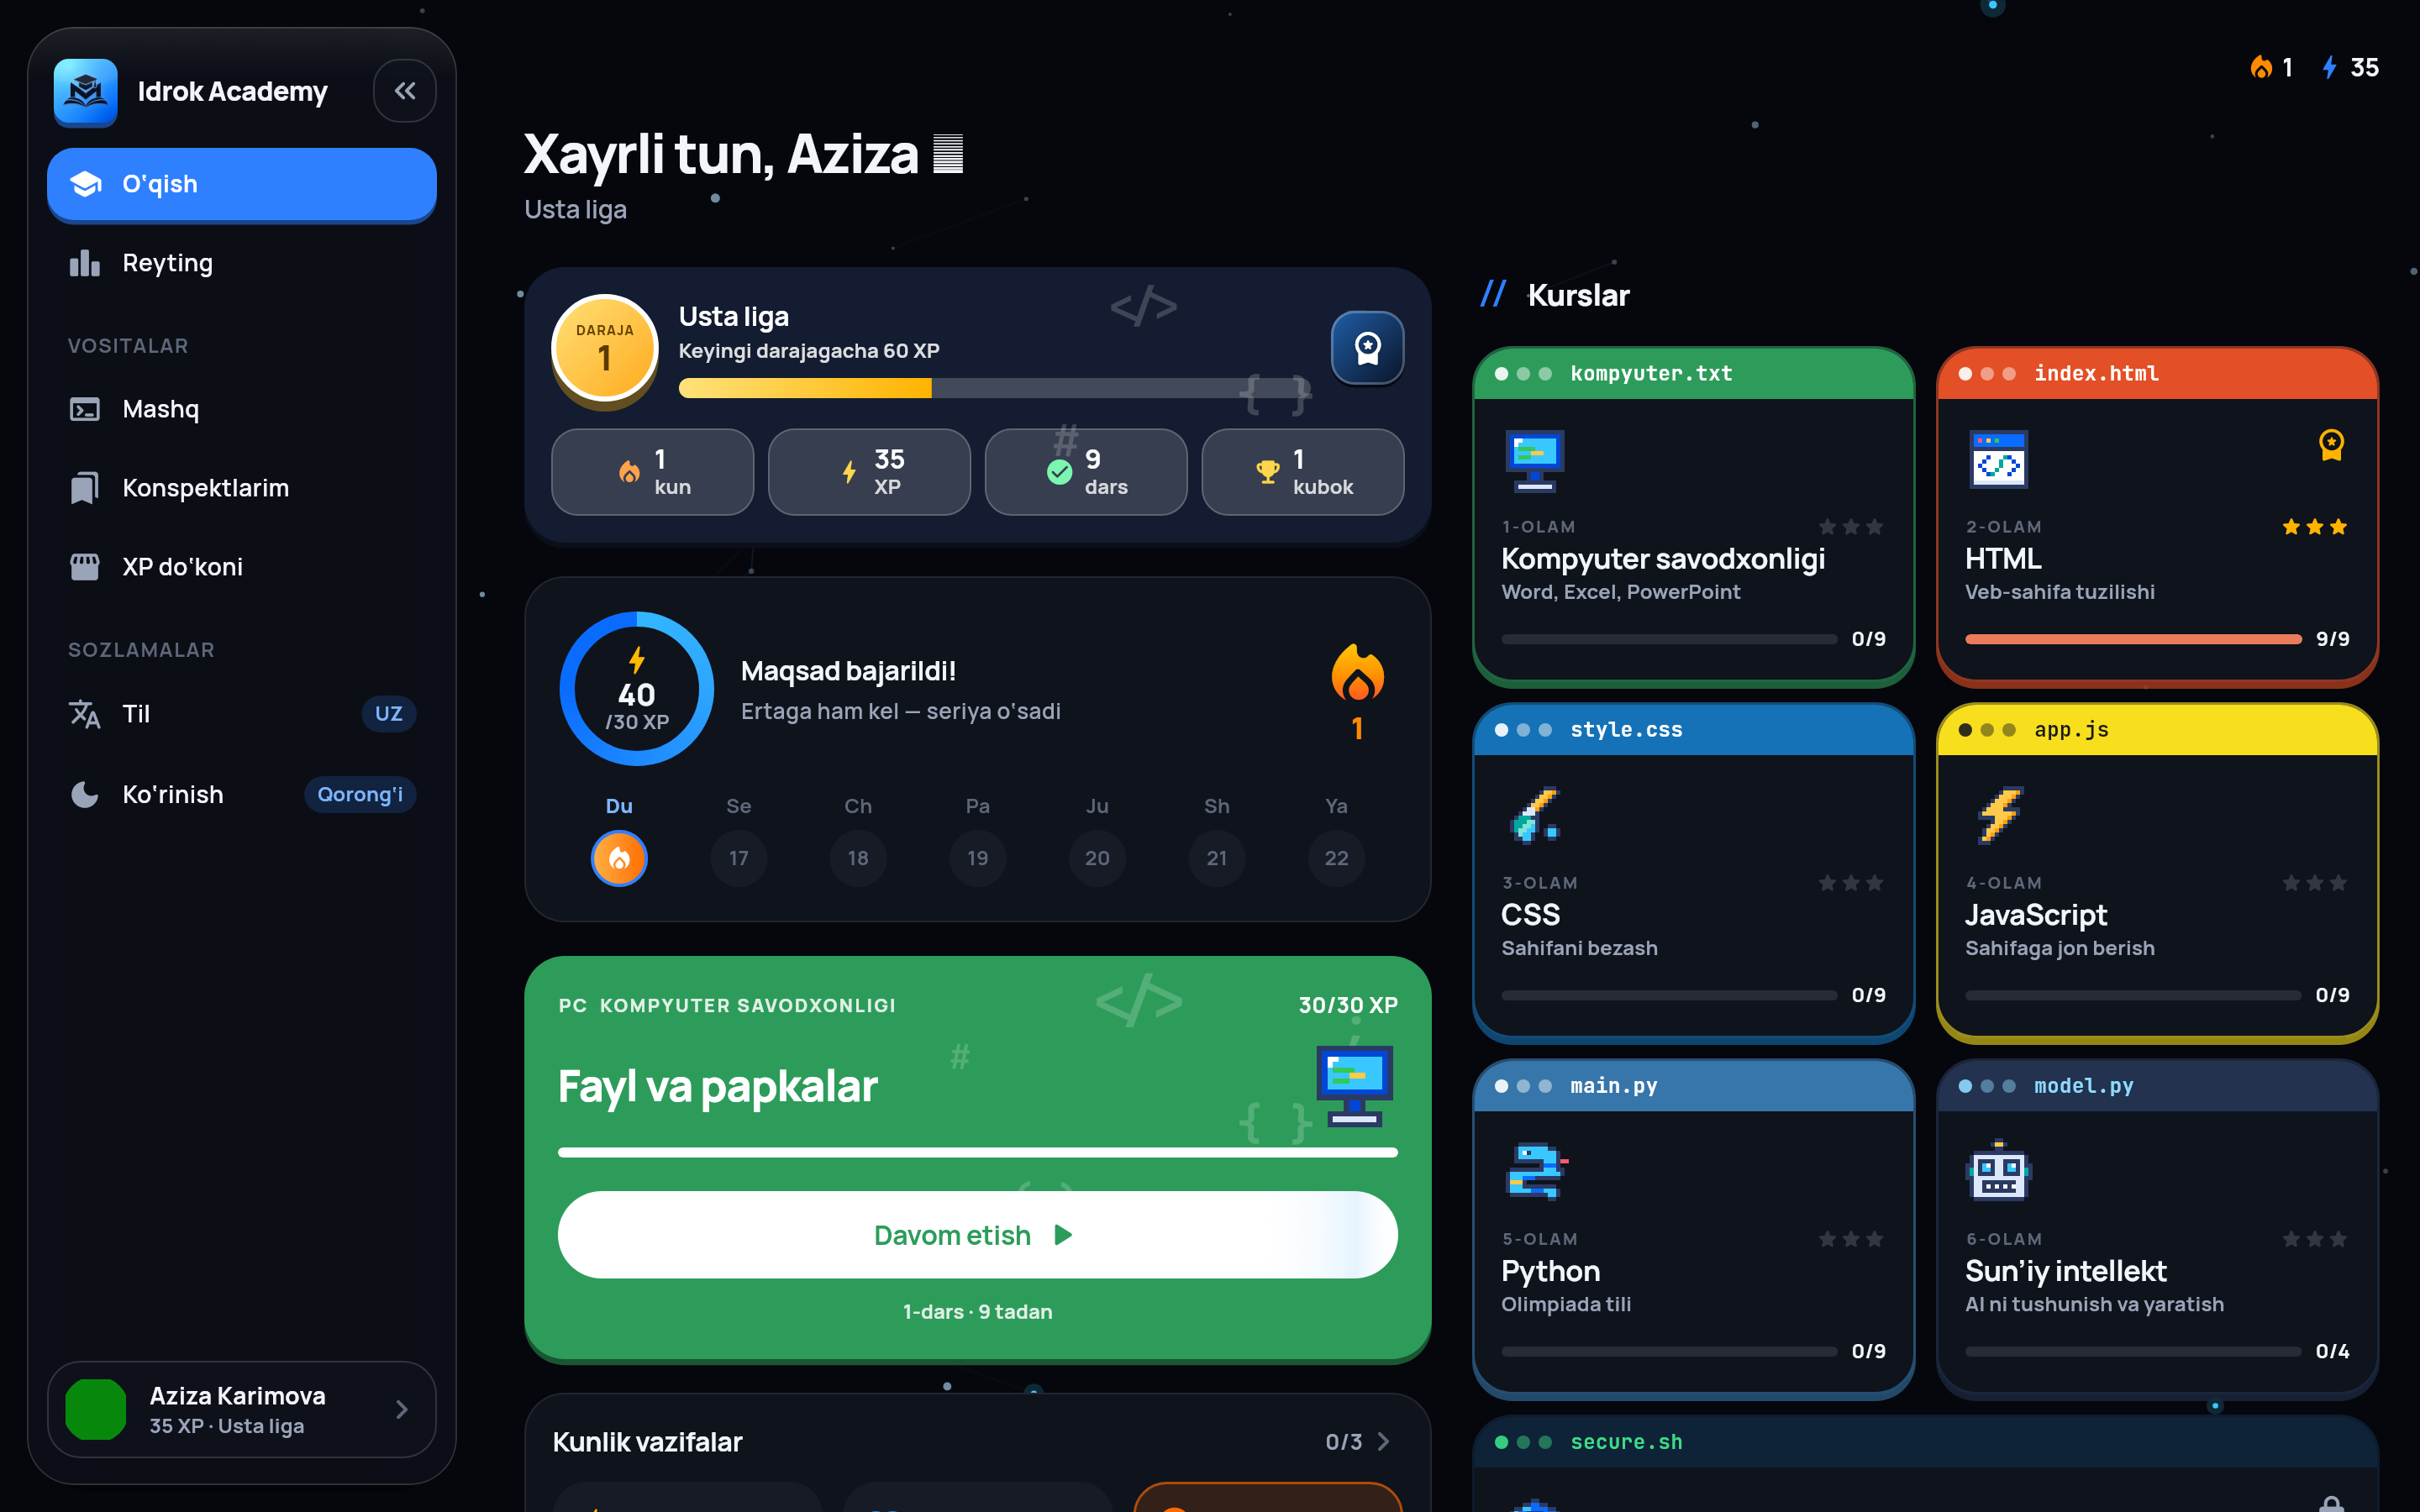 Idrok Academy
Oʻqish
Reyting
VOSITALAR
Mashq
Konspektlarim
XP doʻkoni
SOZLAMALAR
Til
UZ
Koʻrinish
Qorongʻi
Aziza Karimova
35 XP · Usta liga
1
35
Xayrli tun, Aziza
Usta liga
</>
DARAJA
1
Usta liga
Keyingi darajagacha 60 XP
{ }
#
1
kun
35
XP
9
dars
1
kubok
40
/30 XP
Maqsad bajarildi!
Ertaga ham kel — seriya oʻsadi
1
Du Se Ch Pa Ju Sh Ya
17 18 19 20 21 22
PC KOMPYUTER SAVODXONLIGI
</>
30/30 XP
;
#
Fayl va papkalar
{ }
Davom etish
1-dars · 9 tadan
Kunlik vazifalar
0/3
// Kurslar
kompyuter.txt
1-OLAM
Kompyuter savodxonligi
Word, Excel, PowerPoint
0/9
index.html
</>
2-OLAM
HTML
Veb-sahifa tuzilishi
9/9
style.css
3-OLAM
CSS
Sahifani bezash
0/9
app.js
4-OLAM
JavaScript
Sahifaga jon berish
0/9
main.py
5-OLAM
Python
Olimpiada tili
0/9
model.py
6-OLAM
Sun’iy intellekt
AI ni tushunish va yaratish
0/4
secure.sh